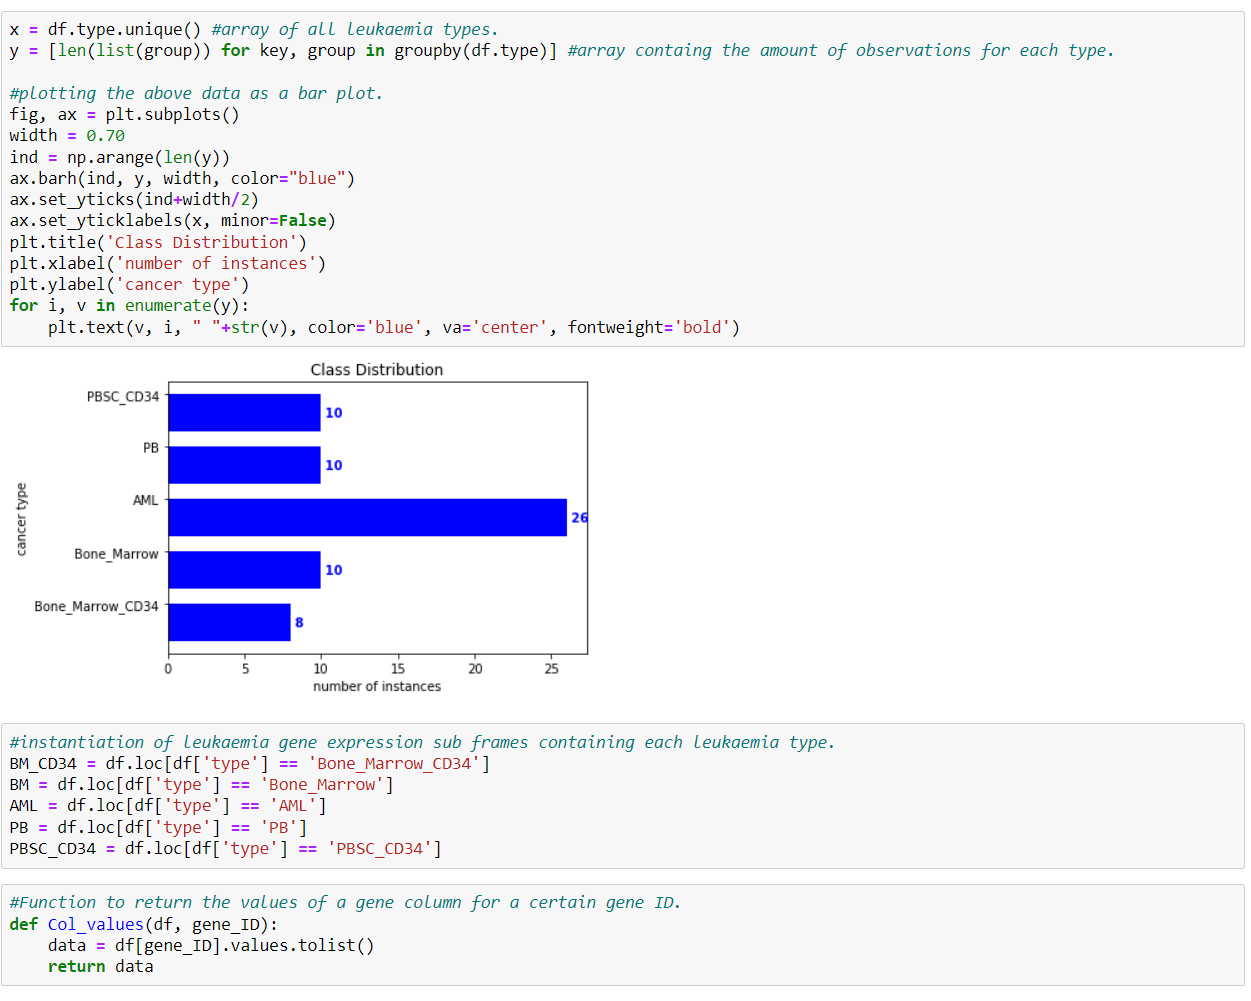 x = df.type.unique() #array of all leukaemia types.
y = [len(list(group)) for key, group in groupby(df.type)] #array containg the amount of observations for each type.
#plotting the above data as a bar plot.
fig, ax = plt.subplots()
width = 0.70
ind = np.arange(len(y))
ax.barh(ind, y, width, color="blue")
ax.set_yticks(ind+width/2)
ax.set_yticklabels(x, minor=False)
plt.title('Class Distribution')
plt.xlabel('number of instances')
plt.ylabel('cancer type')
for i, v in enumerate(y):
    plt.text(v, i, " "+str(v), color='blue', va='center', fontweight='bold')
Class Distribution
PBSC_CD34
10
PB
10
AML
26
cancer type
Bone_Marrow
10
Bone_Marrow_CD34
8
0 5 10 15 20 25
number of instances
#instantiation of leukaemia gene expression sub frames containing each leukaemia type.
BM_CD34 = df.loc[df['type'] == 'Bone_Marrow_CD34']
BM = df.loc[df['type'] == 'Bone_Marrow']
AML = df.loc[df['type'] == 'AML']
PB = df.loc[df['type'] == 'PB']
PBSC_CD34 = df.loc[df['type'] == 'PBSC_CD34']
#Function to return the values of a gene column for a certain gene ID.
def Col_values(df, gene_ID):
    data = df[gene_ID].values.tolist()
    return data